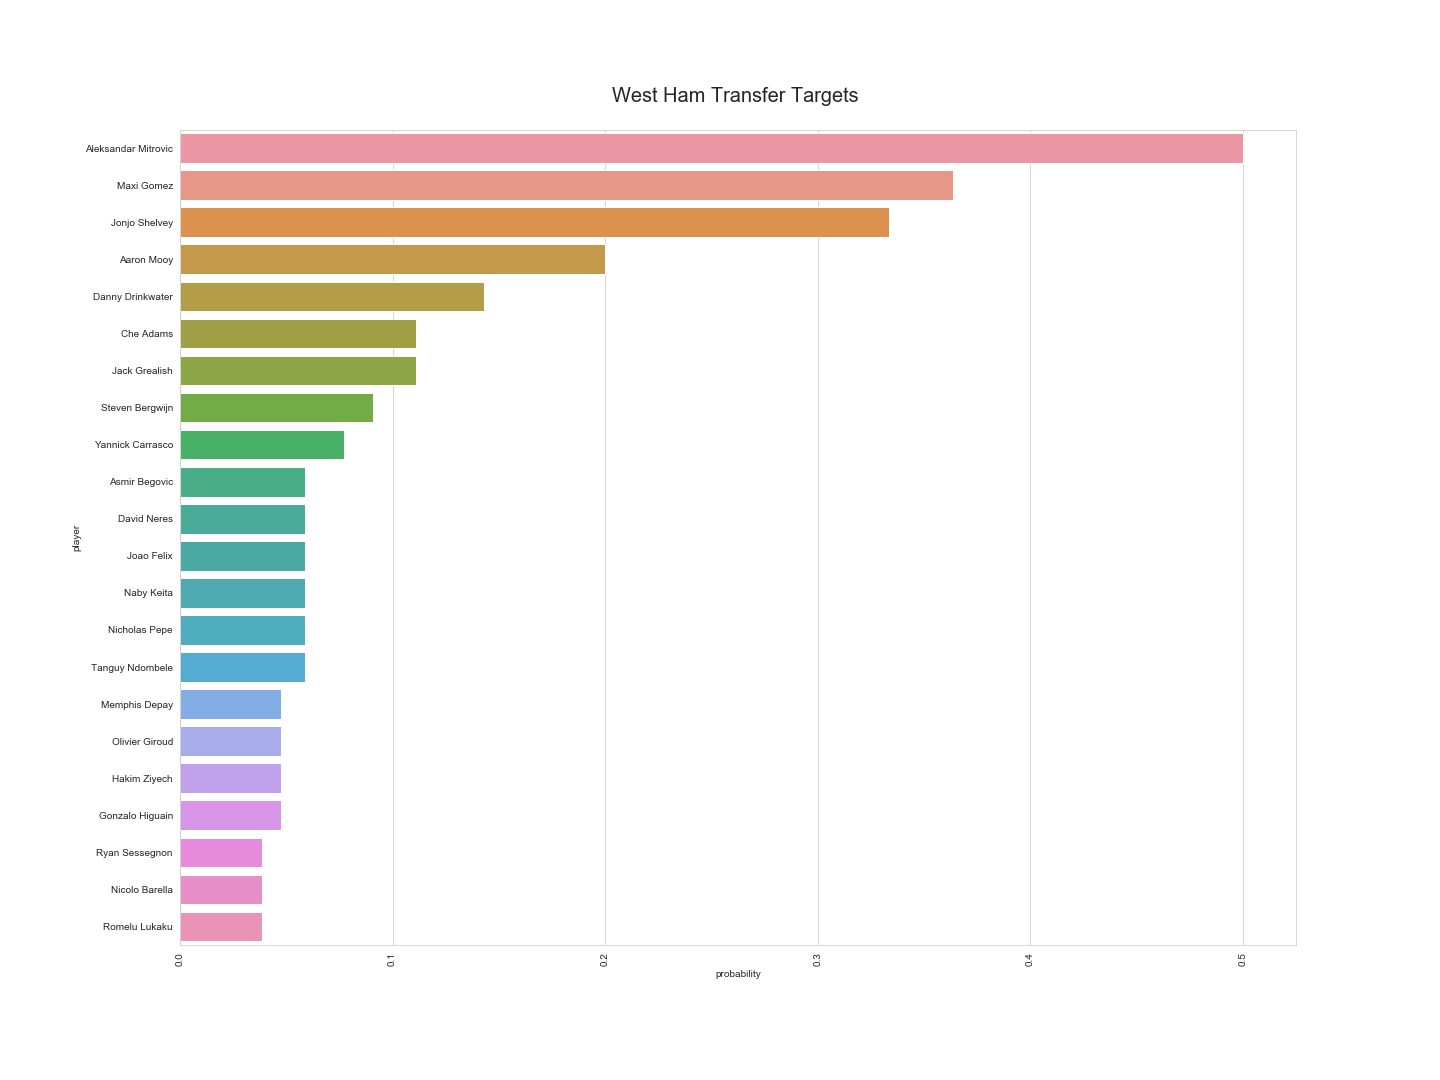 West Ham Transfer Targets
Aleksandar Mitrovic
Maxi Gomez
Jonjo Shelvey
Aaron Mooy
Danny Drinkwater
Che Adams
Jack Grealish
Steven Bergwijn
Yannick Carrasco
Asmir Begovic
David Neres
Joao Felix
Naby Keita
Nicholas Pepe
Tanguy Ndombele
Memphis Depay
Olivier Giroud
Hakim Ziyech
Gonzalo Higuain
Ryan Sessegnon
Nicolo Barella
Romelu Lukaku
player
0.0 0.1 0.2 0.3 0.4 0.5
probability